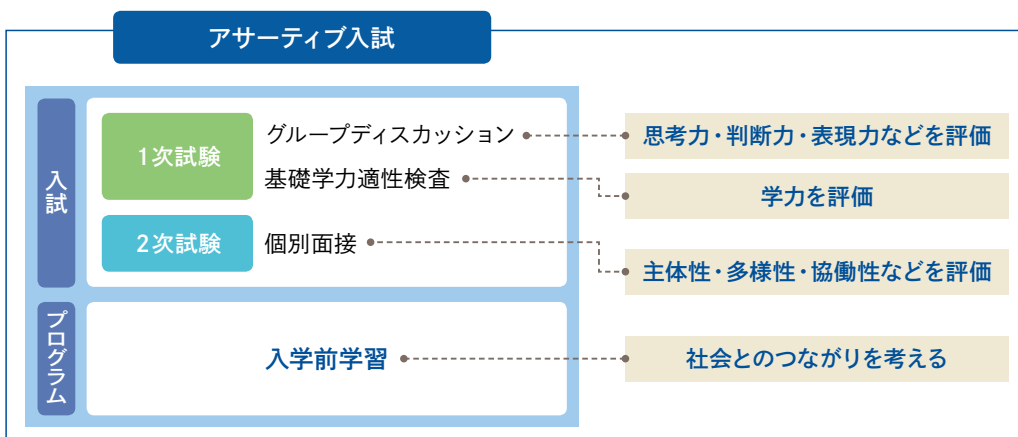 アサーティブ入試
入試
1次試験
グループディスカッション
思考力・判断力・表現力などを評価
基礎学力適性検査
学力を評価
2次試験
個別面接
主体性・多様性・協働性などを評価
プログラム
入学前学習
社会とのつながりを考える